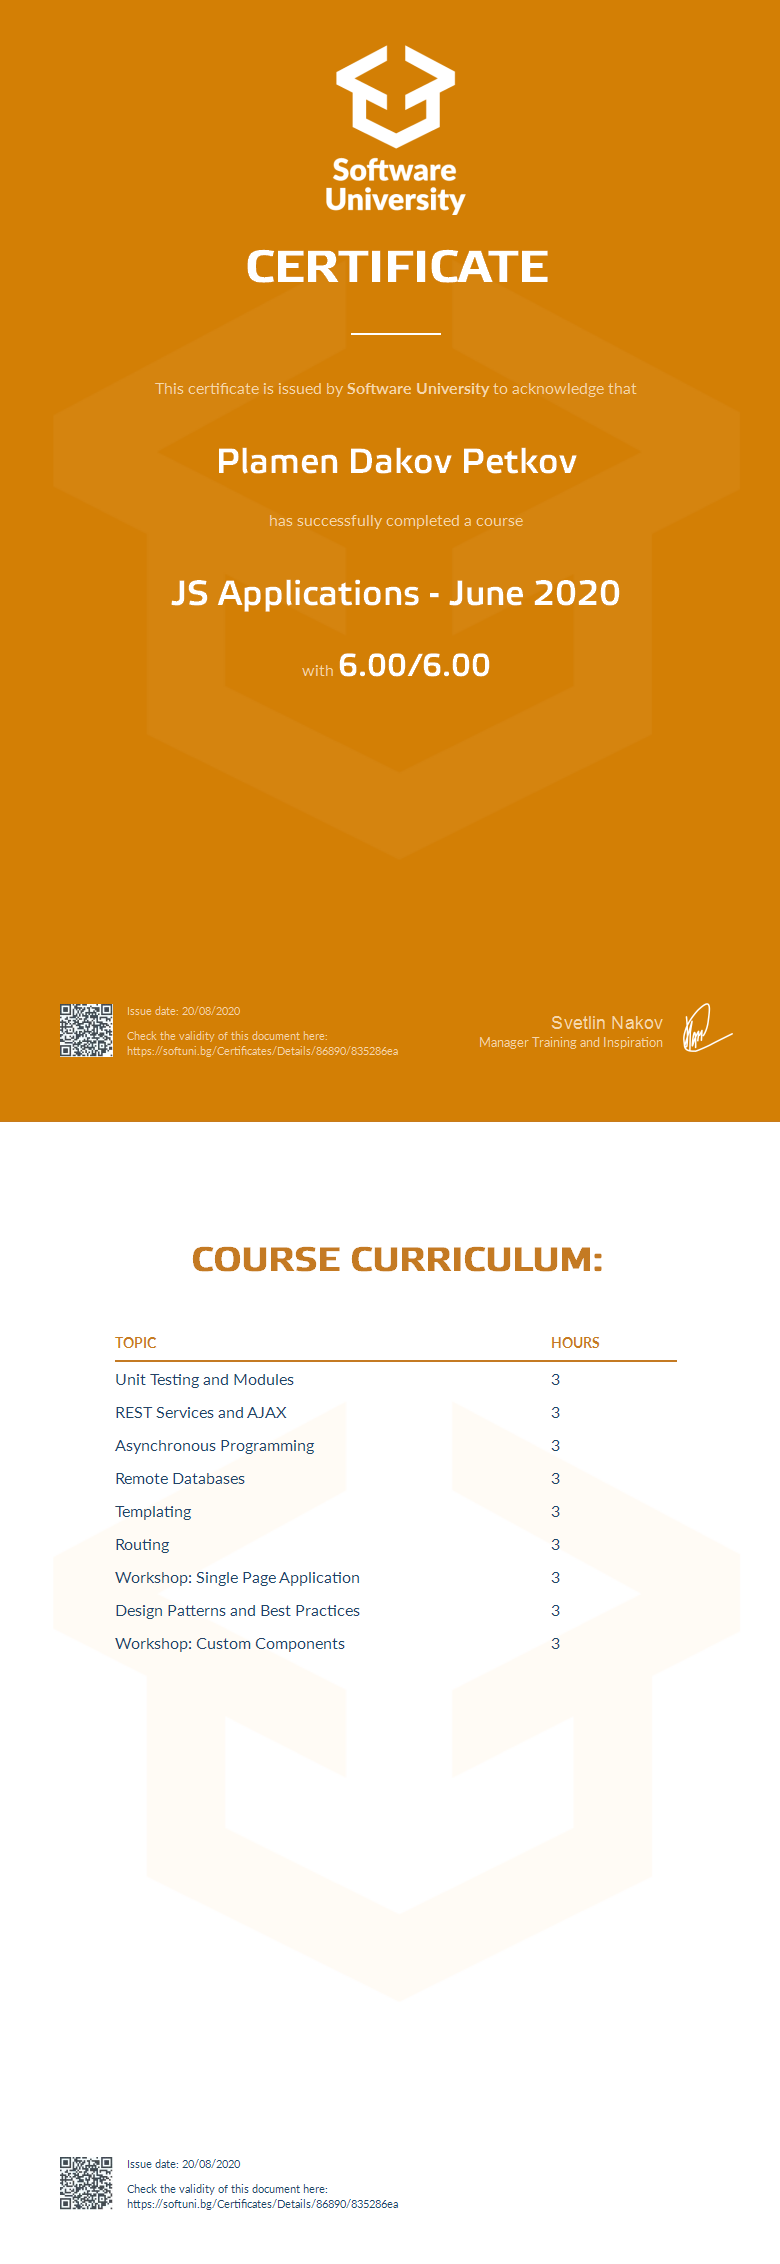 Software
University
CERTIFICATE
This certificate is issued by Software University to acknowledge that
Plamen Dakov Petkov
has successfully completed a course
JS Applications - June 2020
with 6.00/6.00
Issue date: 20/08/2020
Check the validity of this document here:
https://softuni.bg/Certificates/Details/86890/835286ea
Svetlin Nakov
Manager Training and Inspiration
COURSE CURRICULUM:
TOPIC HOURS
Unit Testing and Modules 3
REST Services and AJAX 3
Asynchronous Programming 3
Remote Databases 3
Templating 3
Routing 3
Workshop: Single Page Application 3
Design Patterns and Best Practices 3
Workshop: Custom Components 3
Issue date: 20/08/2020
Check the validity of this document here:
https://softuni.bg/Certificates/Details/86890/835286ea